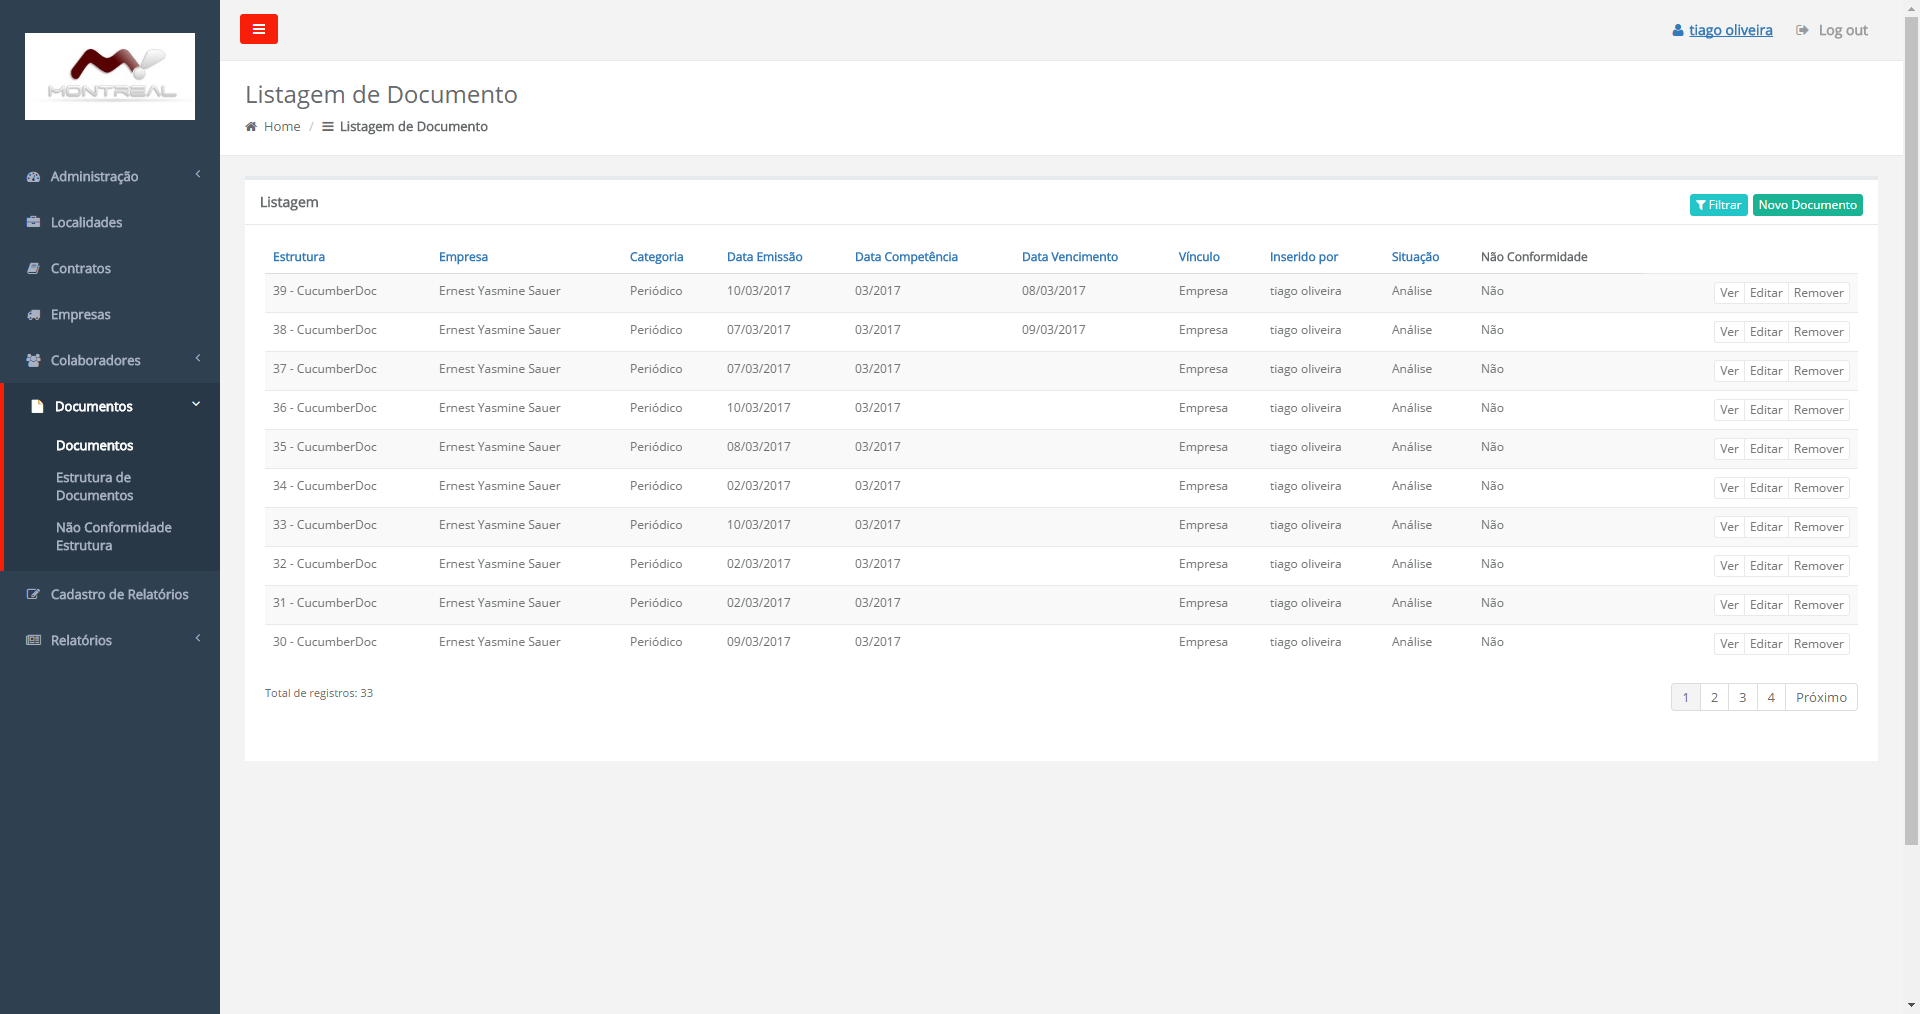 MONTREAL
tiago oliveira Log out
Listagem de Documento
Home / Listagem de Documento
Administração
Localidades
Contratos
Empresas
Colaboradores
Documentos
Documentos
Estrutura de
Documentos
Não Conformidade
Estrutura
Cadastro de Relatórios
Relatórios
Listagem Filtrar Novo Documento
Estrutura Empresa Categoria Data Emissão Data Competência Data Vencimento Vínculo Inserido por Situação Não Conformidade
39 - CucumberDoc Ernest Yasmine Sauer Periódico 10/03/2017 03/2017 08/03/2017 Empresa tiago oliveira Análise Não Ver Editar Remover
38 - CucumberDoc Ernest Yasmine Sauer Periódico 07/03/2017 03/2017 09/03/2017 Empresa tiago oliveira Análise Não Ver Editar Remover
37 - CucumberDoc Ernest Yasmine Sauer Periódico 07/03/2017 03/2017 Empresa tiago oliveira Análise Não Ver Editar Remover
36 - CucumberDoc Ernest Yasmine Sauer Periódico 10/03/2017 03/2017 Empresa tiago oliveira Análise Não Ver Editar Remover
35 - CucumberDoc Ernest Yasmine Sauer Periódico 08/03/2017 03/2017 Empresa tiago oliveira Análise Não Ver Editar Remover
34 - CucumberDoc Ernest Yasmine Sauer Periódico 02/03/2017 03/2017 Empresa tiago oliveira Análise Não Ver Editar Remover
33 - CucumberDoc Ernest Yasmine Sauer Periódico 10/03/2017 03/2017 Empresa tiago oliveira Análise Não Ver Editar Remover
32 - CucumberDoc Ernest Yasmine Sauer Periódico 02/03/2017 03/2017 Empresa tiago oliveira Análise Não Ver Editar Remover
31 - CucumberDoc Ernest Yasmine Sauer Periódico 02/03/2017 03/2017 Empresa tiago oliveira Análise Não Ver Editar Remover
30 - CucumberDoc Ernest Yasmine Sauer Periódico 09/03/2017 03/2017 Empresa tiago oliveira Análise Não Ver Editar Remover
Total de registros: 33 1 2 3 4 Próximo